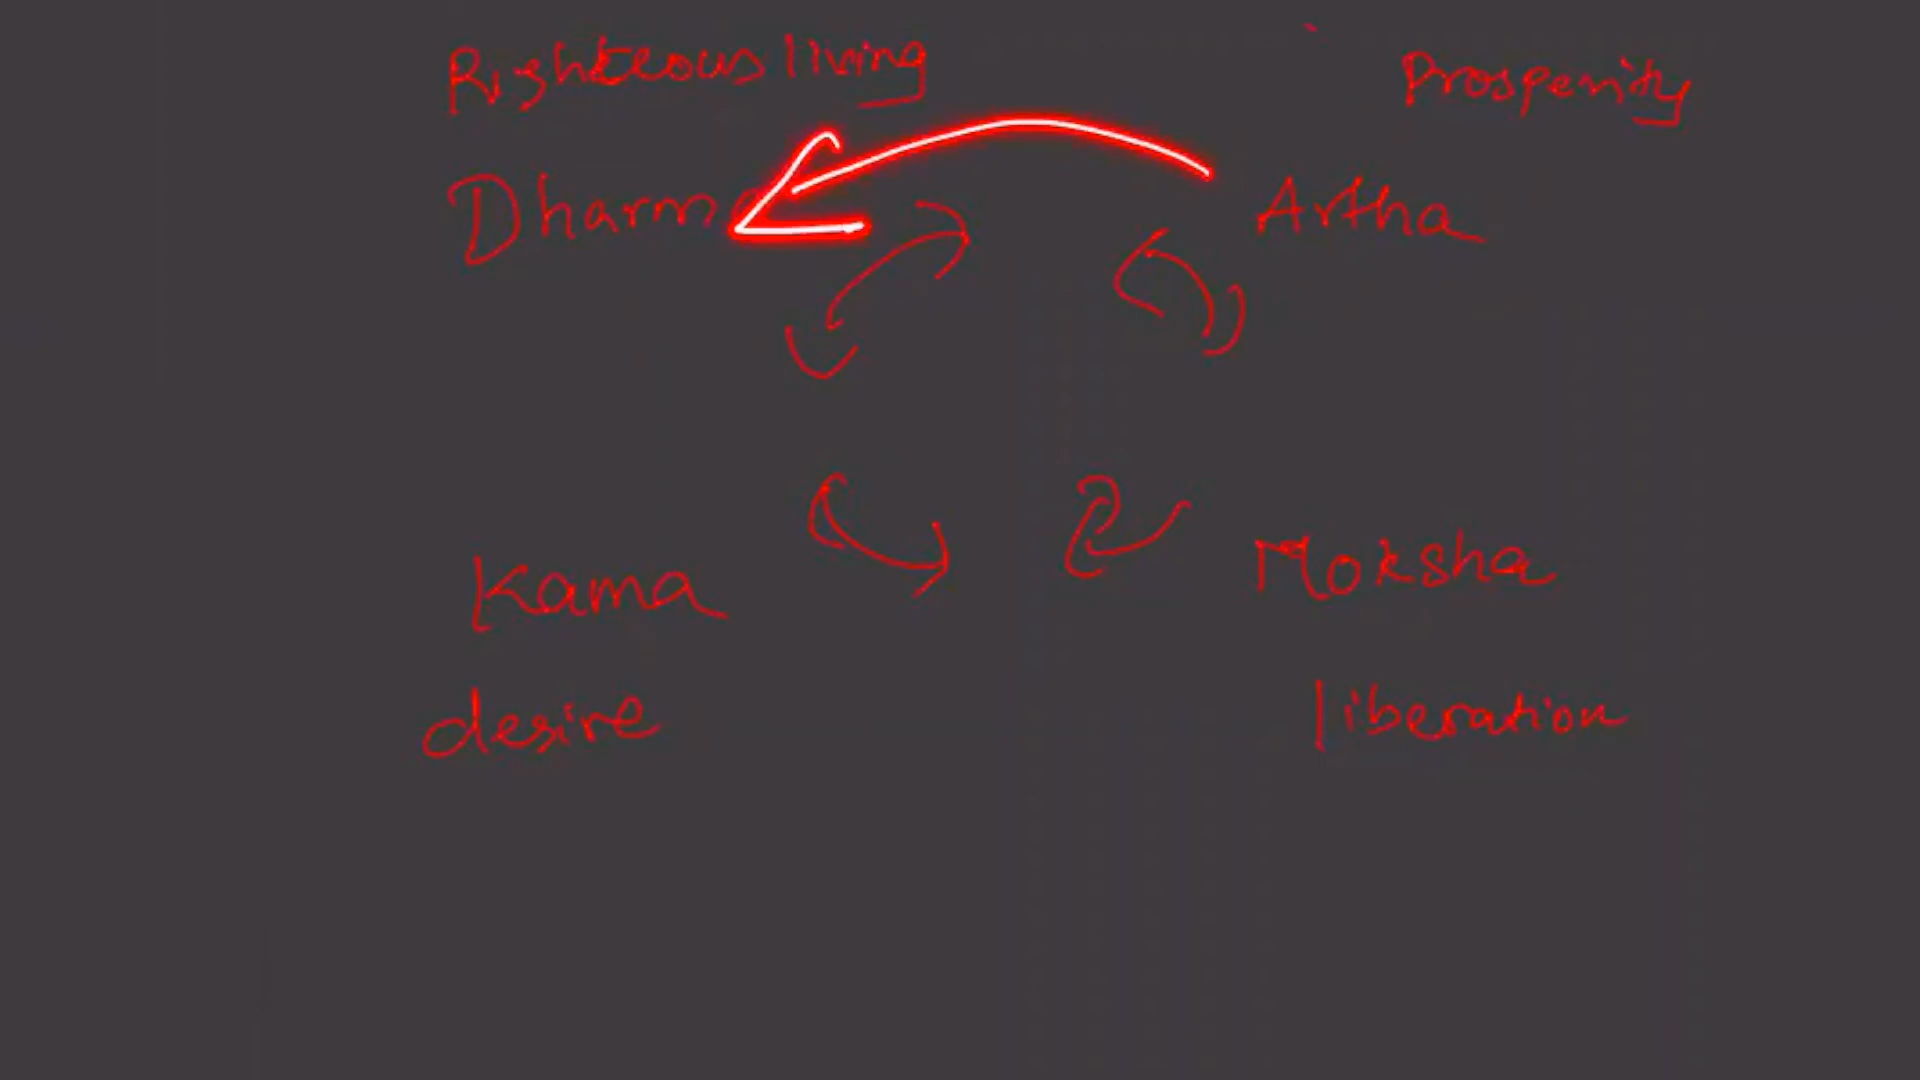 Righteous living
Prosperity
Dharma
Artha
Kama
Moksha
desire
liberation